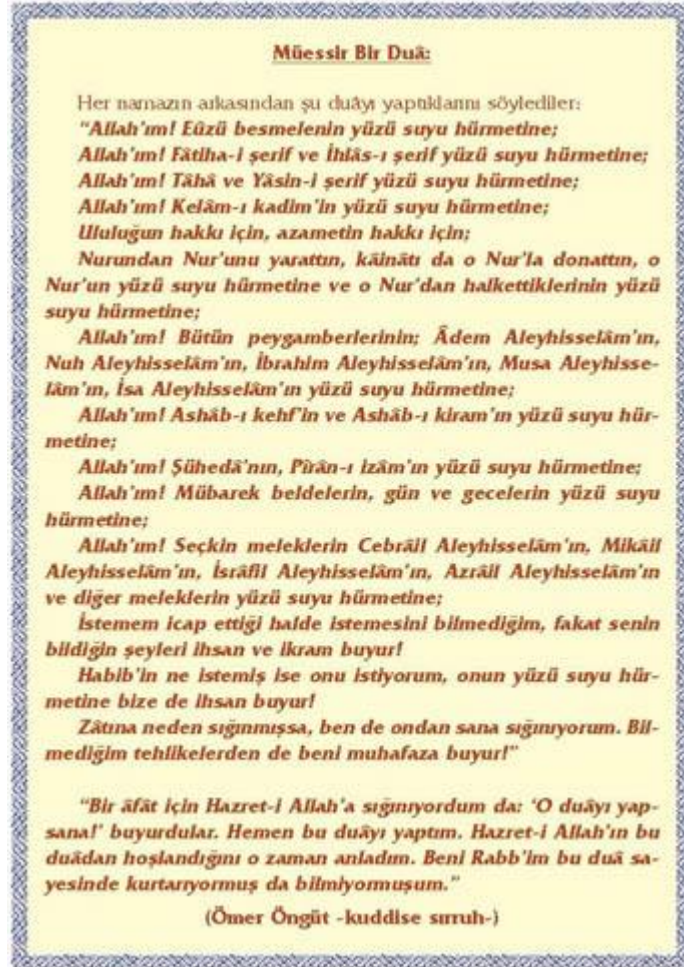 Müessir Bir Duâ:
Her namazın arkasından şu duâyı yaptıklarını söylediler:
“Allah’ım! Eûzü besmelenin yüzü suyu hürmetine;
Allah’ım! Fâtiha-i şerif ve İhlâs-ı şerif yüzü suyu hürmetine;
Allah’ım! Tâhâ ve Yâsin-i şerif yüzü suyu hürmetine;
Allah’ım! Kelâm-ı kadim’in yüzü suyu hürmetine;
Ululuğun hakkı için, azametin hakkı için;
Nurundan Nur’unu yarattın, kâinâtı da o Nur’la donattın, o
Nur’un yüzü suyu hürmetine ve o Nur’dan halkettiklerinin yüzü
suyu hürmetine;
Allah’ım! Bütün peygamberlerinin; Âdem Aleyhisselâm’ın,
Nuh Aleyhisselâm’ın, İbrahim Aleyhisselâm’ın, Musa Aleyhisse-
lâm’ın, İsa Aleyhisselâm’ın yüzü suyu hürmetine;
Allah’ım! Ashâb-ı kehf’in ve Ashâb-ı kiram’ın yüzü suyu hür-
metine;
Allah’ım! Şühedâ’nın, Pîrân-ı izâm’ın yüzü suyu hürmetine;
Allah’ım! Mübarek beldelerin, gün ve gecelerin yüzü suyu
hürmetine;
Allah’ım! Seçkin meleklerin Cebrâil Aleyhisselâm’ın, Mikâil
Aleyhisselâm’ın, İsrâfil Aleyhisselâm’ın, Azrâil Aleyhisselâm’ın
ve diğer meleklerin yüzü suyu hürmetine;
İstemem icap ettiği halde istemesini bilmediğim, fakat senin
bildiğin şeyleri ihsan ve ikram buyur!
Habib’in ne istemiş ise onu istiyorum, onun yüzü suyu hür-
metine bize de ihsan buyur!
Zâtına neden sığınmışsa, ben de ondan sana sığınıyorum. Bil-
mediğim tehlikelerden de beni muhafaza buyur!”
“Bir âfât için Hazret-i Allah’a sığınıyordum da: ‘O duâyı yap-
sana!’ buyurdular. Hemen bu duâyı yaptım. Hazret-i Allah’ın bu
duâdan hoşlandığını o zaman anladım. Beni Rabb’im bu duâ sa-
yesinde kurtarıyormuş da bilmiyormuşum.”
(Ömer Öngüt -kuddise sırruh-)